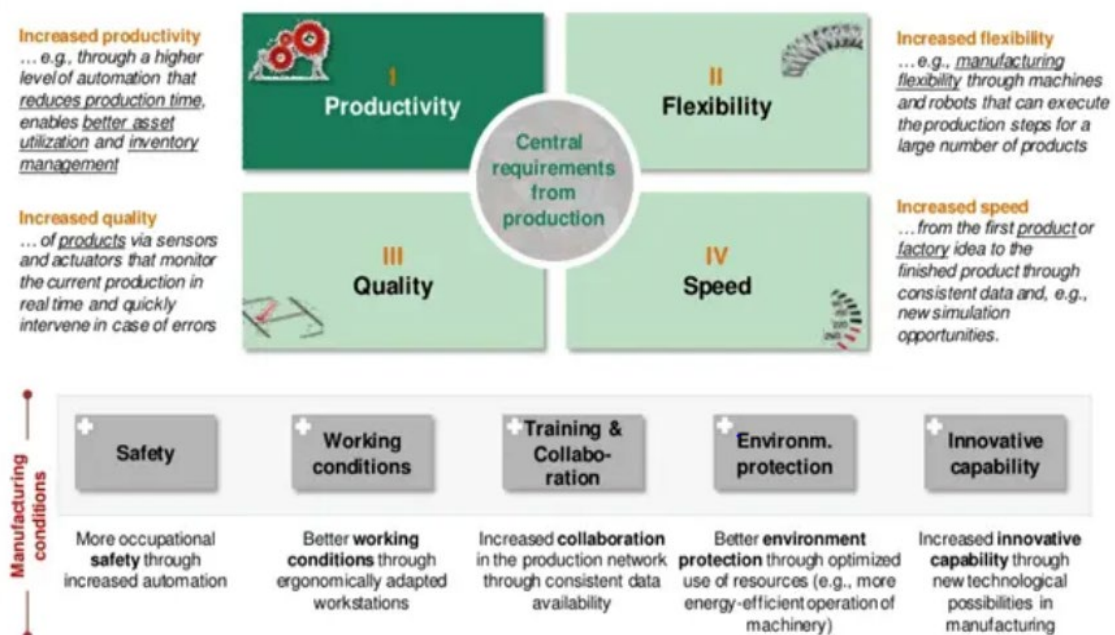 Increased productivity
… e.g., through a higher
level of automation that
reduces production time,
enables better asset
utilization and inventory
management
I
Productivity
II
Flexibility
Increased flexibility
… e.g., manufacturing
flexibility through machines
and robots that can execute
the production steps for a
large number of products
Central
requirements
from
production
Increased quality
… of products via sensors
and actuators that monitor
the current production in
real time and quickly
intervene in case of errors
III
Quality
IV
Speed
Increased speed
…from the first product or
factory idea to the
finished product through
consistent data and, e.g.,
new simulation
opportunities.
Manufacturing
conditions
Safety
Working
conditions
Training &
Collabo-
ration
Environm.
protection
Innovative
capability
More occupational
safety through
increased automation
Better working
conditions through
ergonomically adapted
workstations
Increased collaboration
in the production network
through consistent data
availability
Better environment
protection through optimized
use of resources (e.g., more
energy-efficient operation of
machinery)
Increased innovative
capability through
new technological
possibilities in
manufacturing